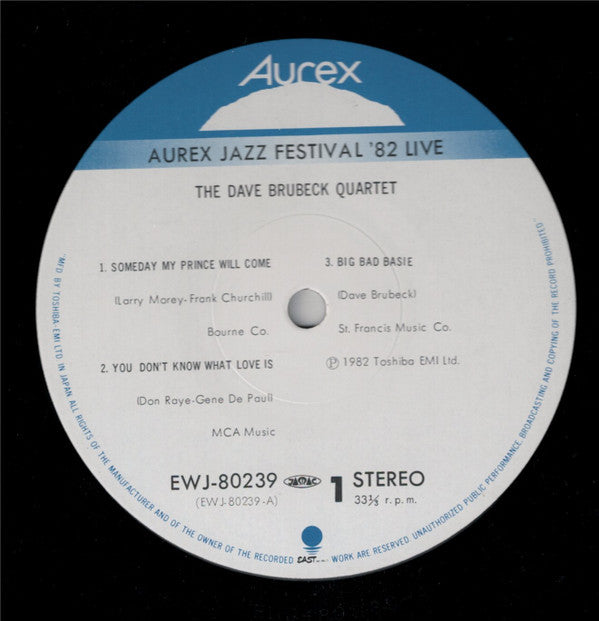 Aurex
AUREX JAZZ FESTIVAL '82 LIVE
THE DAVE BRUBECK QUARTET
1. SOMEDAY MY PRINCE WILL COME
(Larry Morey-Frank Churchill)
Bourne Co.
2. YOU DON'T KNOW WHAT LOVE IS
(Don Raye-Gene De Paul)
MCA Music
3. BIG BAD BASIE
(Dave Brubeck)
St. Francis Music Co.
Ⓟ 1982 Toshiba EMI Ltd.
EWJ-80239
(EWJ-80239-A)
JASRAC
1
STEREO
33⅓ r.p.m.
EAST
"MF'D BY TOSHIBA-EMI LTD. IN JAPAN. ALL RIGHTS OF THE MANUFACTURER AND OF THE OWNER OF THE RECORDED WORK ARE RESERVED. UNAUTHORIZED PUBLIC PERFORMANCE, BROADCASTING AND COPYING OF THE RECORD PROHIBITED"